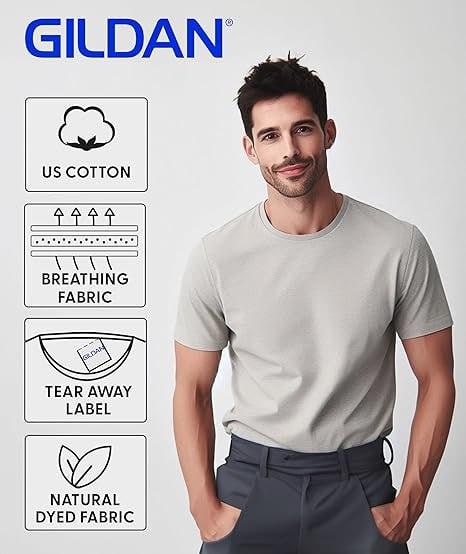 GILDAN®
US COTTON
BREATHING
FABRIC
GILDAN
TEAR AWAY
LABEL
NATURAL
DYED FABRIC